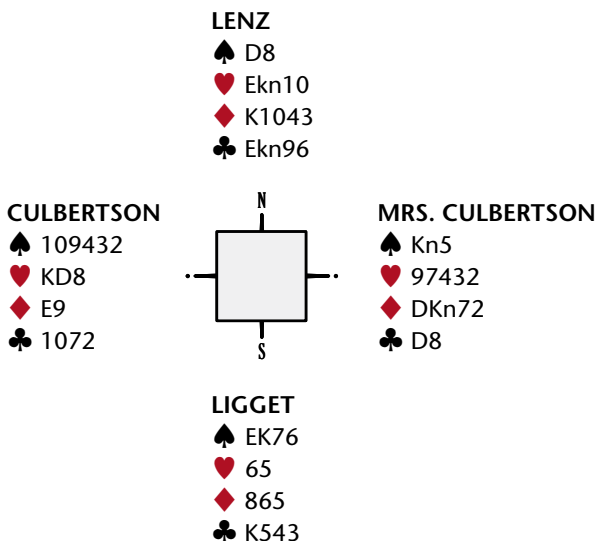 LENZ
♠ D8
♥ Ekn10
♦ K1043
♣ Ekn96
CULBERTSON
♠ 109432
♥ KD8
♦ E9
♣ 1072
N
S
MRS. CULBERTSON
♠ Kn5
♥ 97432
♦ DKn72
♣ D8
LIGGET
♠ EK76
♥ 65
♦ 865
♣ K543